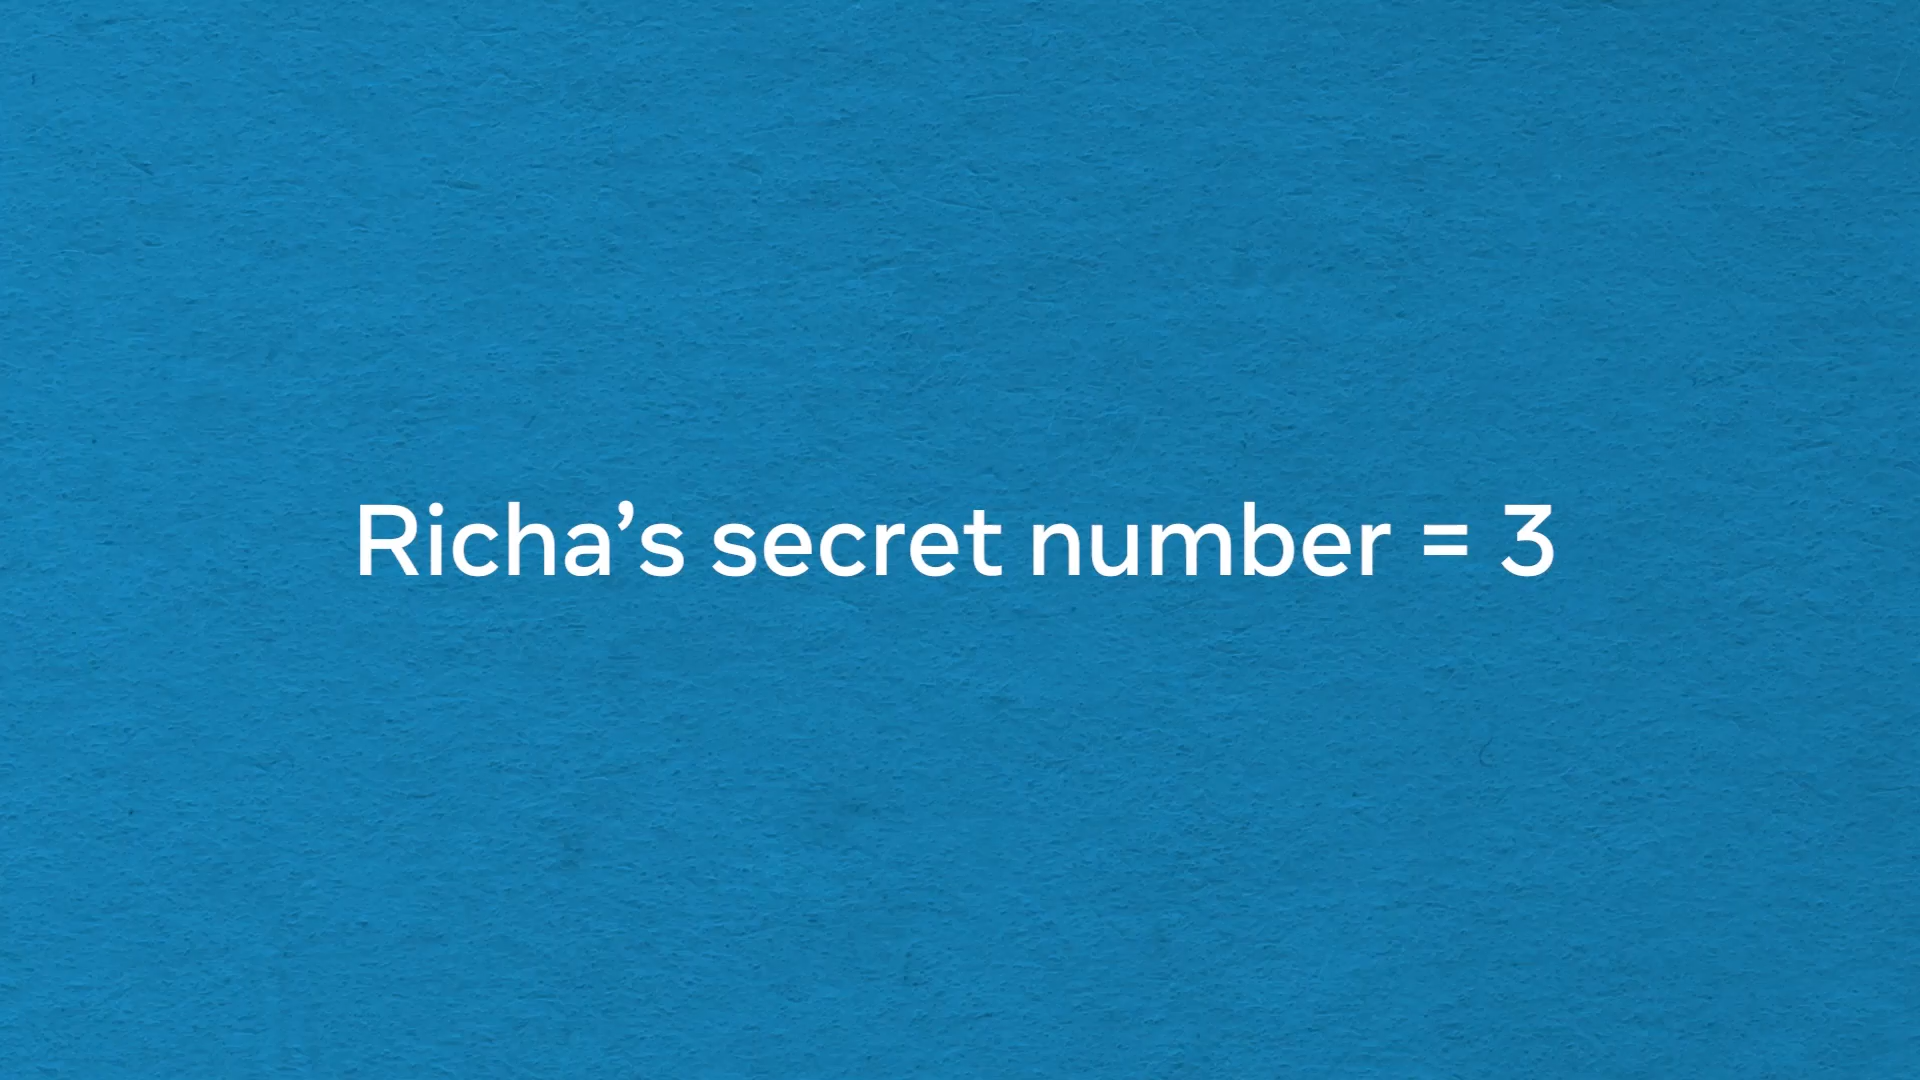 Richa’s secret number = 3